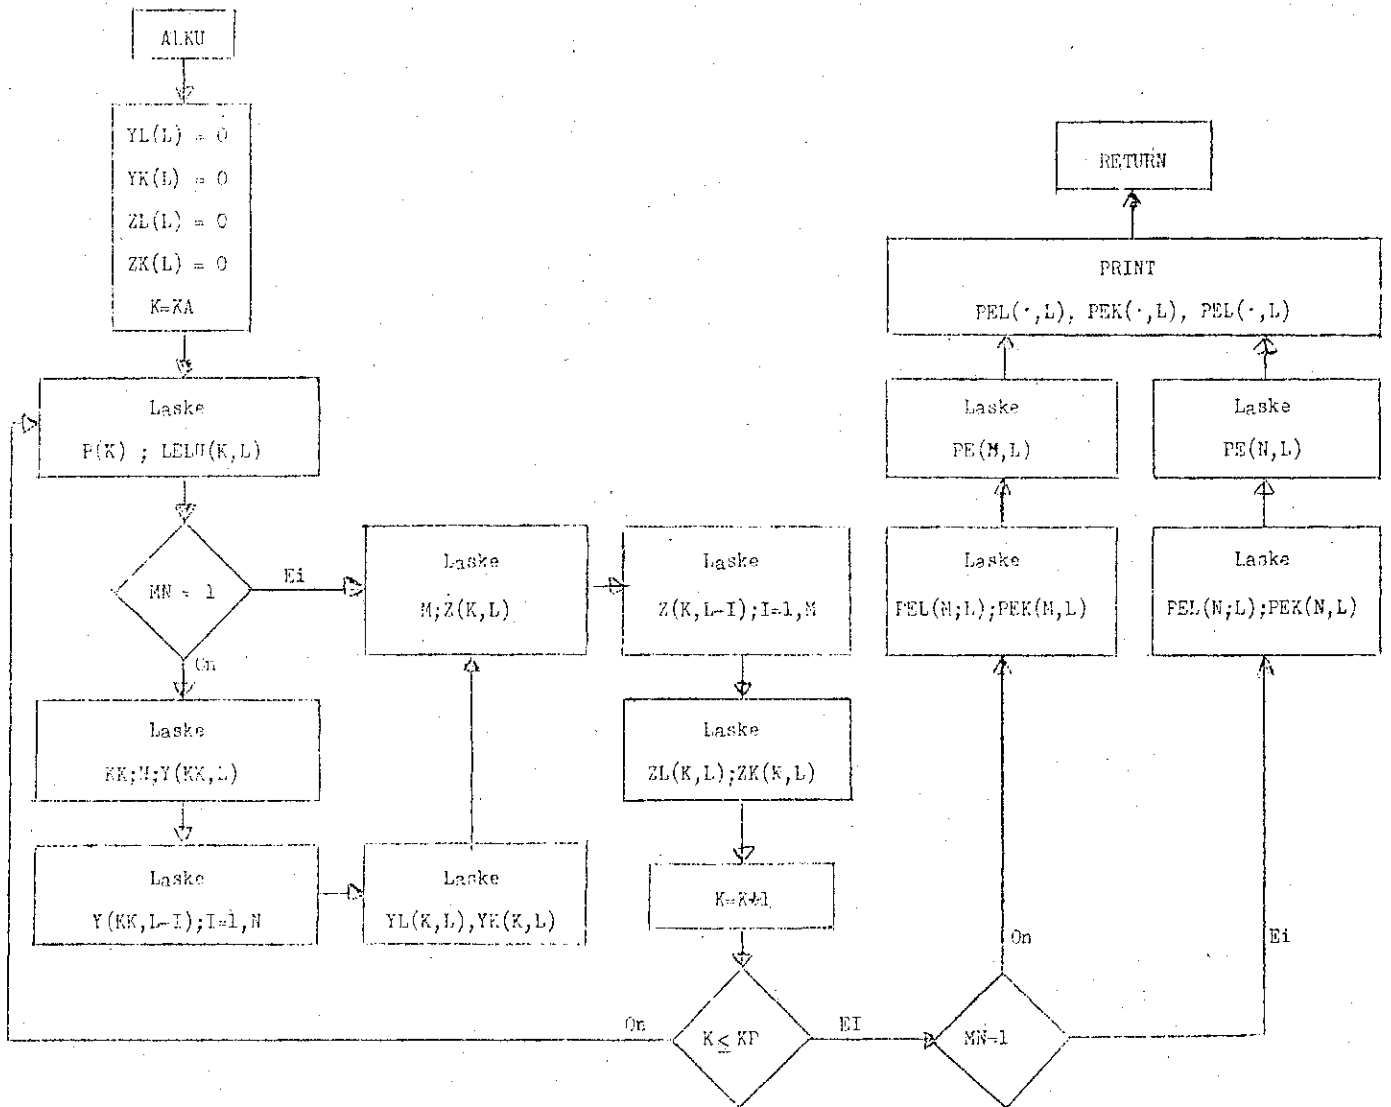 ALKU
YL(L) = 0
YK(L) = 0
ZL(L) = 0
ZK(L) = 0
K=KA
Laske
P(K) ; LELU(K,L)
MN = 1
Ei
On
Laske
KK;N;Y(KK,L)
Laske
Y(KK,L-I);I=1,N
Laske
YL(K,L),YK(K,L)
Laske
M;Z(K,L)
Laske
Z(K,L-I);I=1,M
Laske
ZL(K,L);ZK(K,L)
K=K+1
K ≤ KP
On
EI
MN=1
On
Ei
Laske
PEL(M;L);PEK(M,L)
Laske
PEL(N;L);PEK(N,L)
Laske
PE(M,L)
Laske
PE(N,L)
PRINT
PEL(·,L), PEK(·,L), PEL(·,L)
RETURN